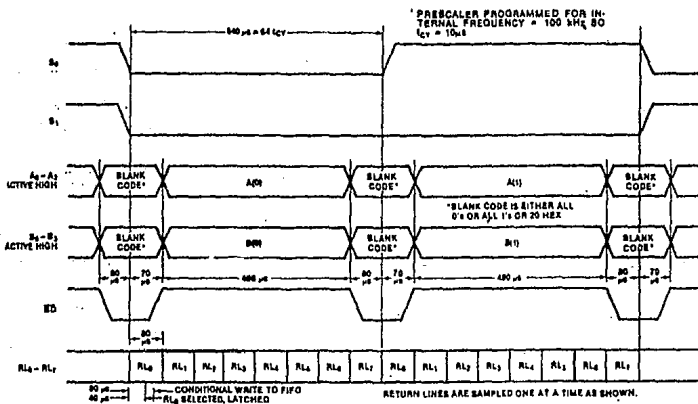 PRESCALER PROGRAMMED FOR IN-
TERNAL FREQUENCY = 100 kHz SO
tCY = 10μs
640 μs = 64 tCY
S0
S1
A0 – A3
ACTIVE HIGH
BLANK
CODE*
A(0)
BLANK
CODE*
A(1)
BLANK
CODE*
*BLANK CODE IS EITHER ALL
0's OR ALL 1's OR 20 HEX
B0 – B3
ACTIVE HIGH
BLANK
CODE*
B(0)
BLANK
CODE*
B(1)
BLANK
CODE*
80
μs
70
μs
490 μs
80
μs
70
μs
490 μs
80
μs
70
μs
BD
80
μs
RL0 – RL7
RL0
RL1
RL2
RL3
RL4
RL5
RL6
RL7
RL0
RL1
RL2
RL3
RL4
RL5
RL6
RL7
80 μs
40 μs
CONDITIONAL WRITE TO FIFO
RL0 SELECTED, LATCHED
RETURN LINES ARE SAMPLED ONE AT A TIME AS SHOWN.